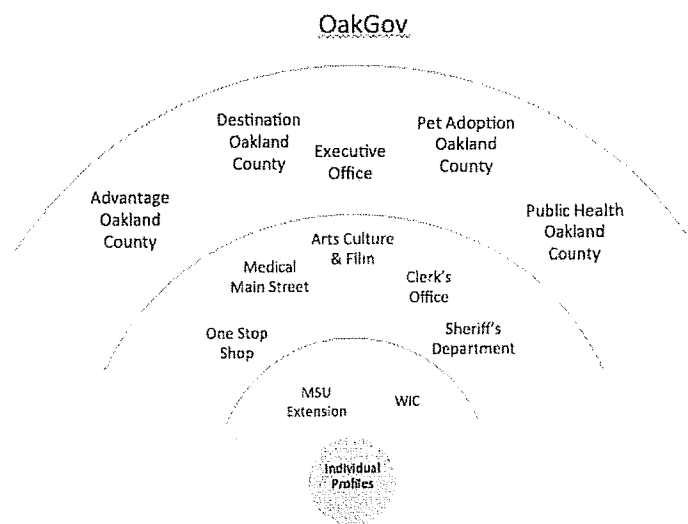 OakGov
Destination
Oakland
County
Executive
Office
Pet Adoption
Oakland
County
Advantage
Oakland
County
Public Health
Oakland
County
Arts Culture
& Film
Medical
Main Street
Clerk's
Office
One Stop
Shop
Sheriff's
Department
MSU
Extension
WIC
Individual
Profiles